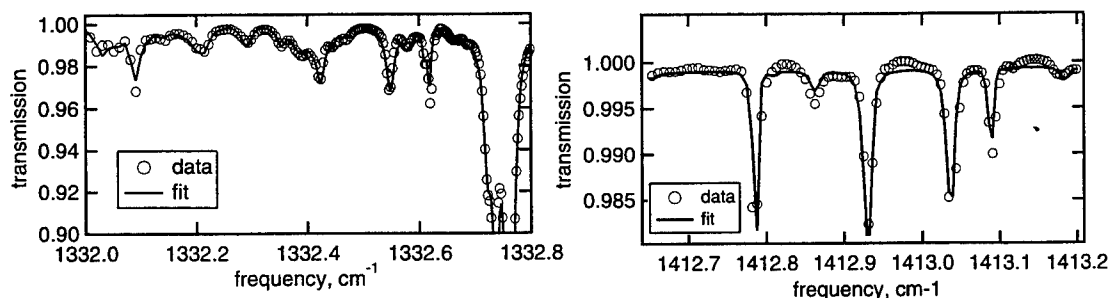 1.00
0.98
0.96
0.94
0.92
0.90
transmission
data
fit
1332.0 1332.2 1332.4 1332.6 1332.8
frequency, cm-1
1.000
0.995
0.990
0.985
transmission
data
fit
1412.7 1412.8 1412.9 1413.0 1413.1 1413.2
frequency, cm-1